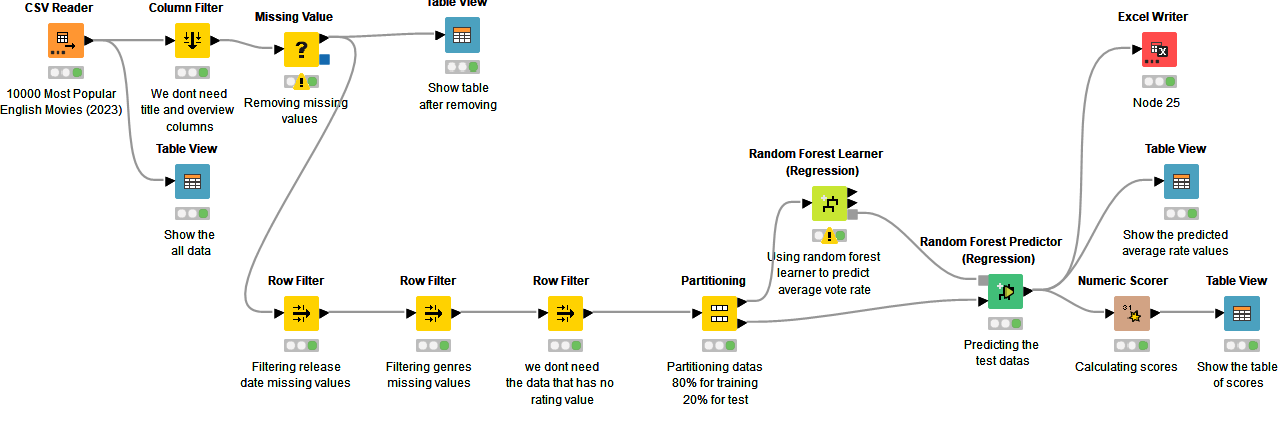 CSV Reader
10000 Most Popular
English Movies (2023)
Column Filter
We dont need
title and overview
columns
Table View
Show the
all data
Missing Value
?
Removing missing
values
Table View
Show table
after removing
Row Filter
Filtering release
date missing values
Row Filter
Filtering genres
missing values
Row Filter
we dont need
the data that has no
rating value
Partitioning
Partitioning datas
80% for training
20% for test
Random Forest Learner
(Regression)
Using random forest
learner to predict
average vote rate
Random Forest Predictor
(Regression)
Predicting the
test datas
Excel Writer
X
Node 25
Table View
Show the predicted
average rate values
Numeric Scorer
31
Calculating scores
Table View
Show the table
of scores